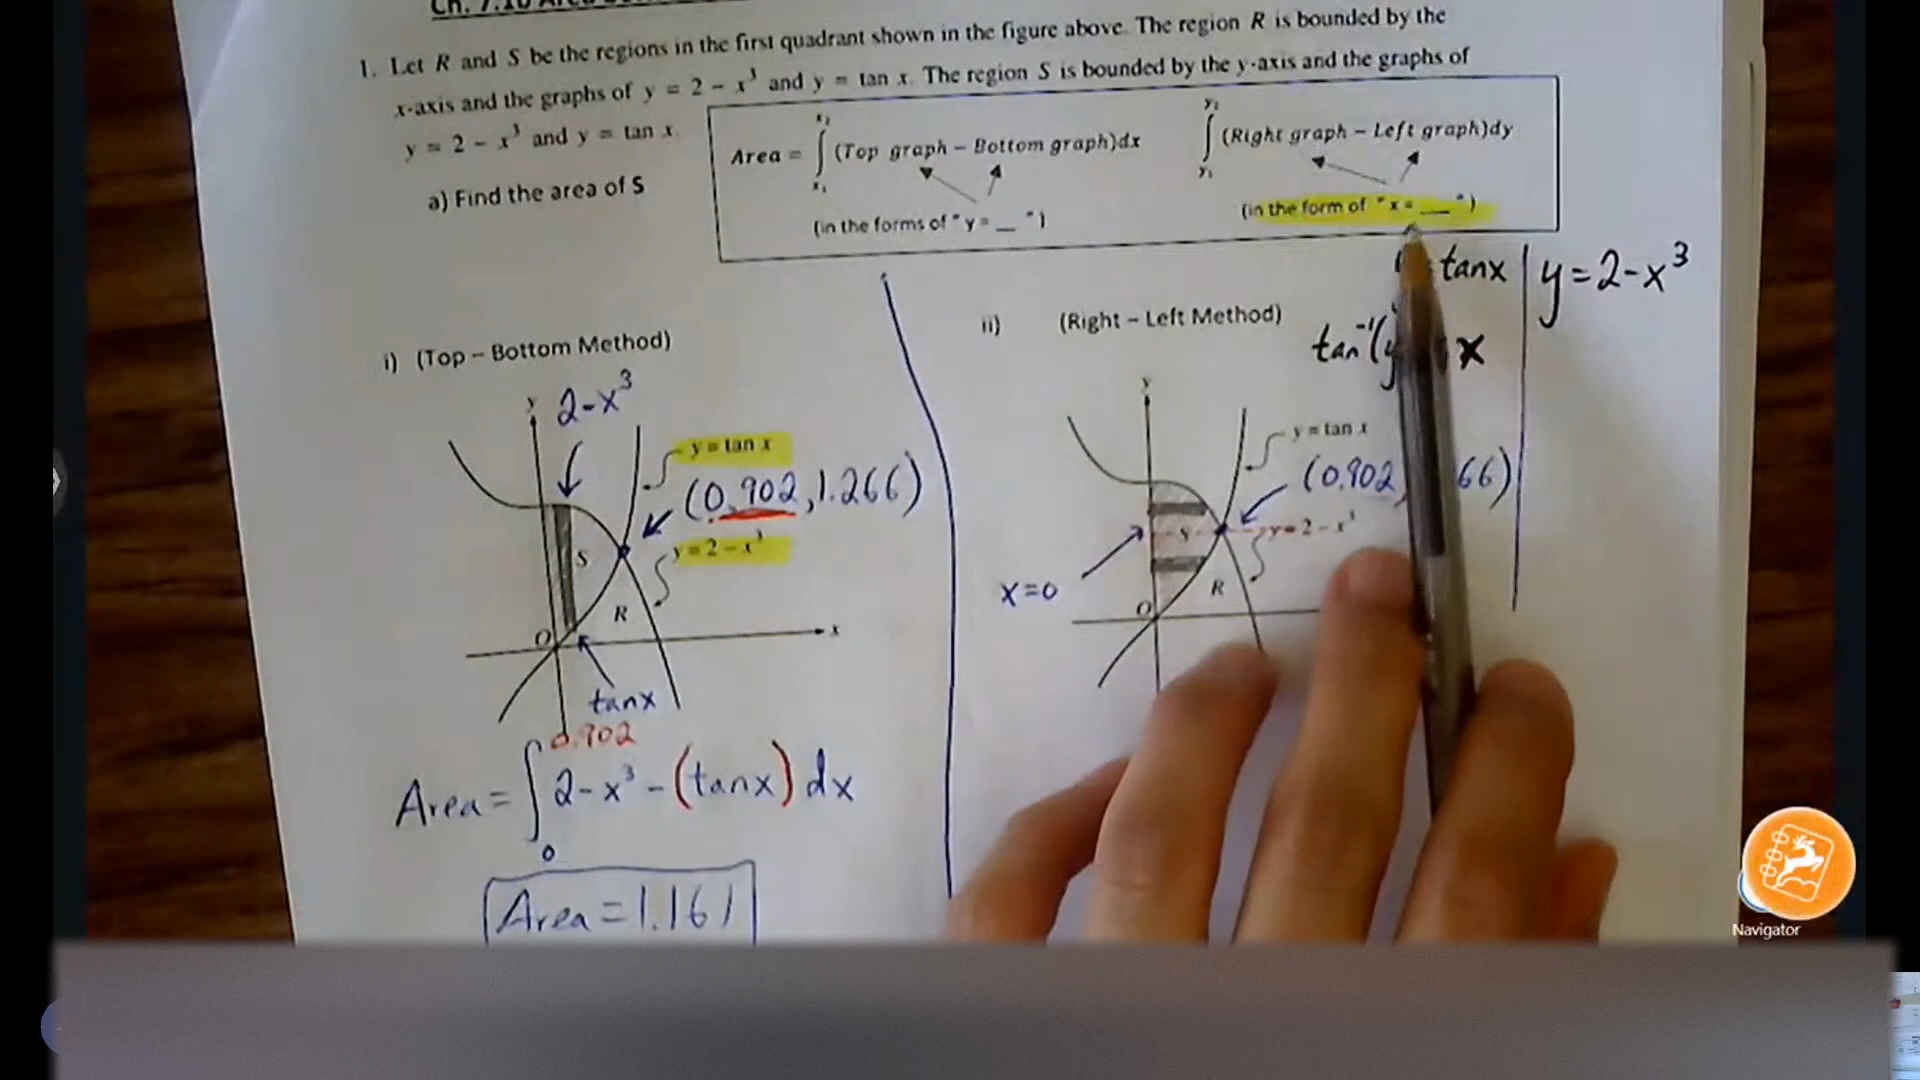 1. Let R and S be the regions in the first quadrant shown in the figure above. The region R is bounded by the
x-axis and the graphs of y = 2 - x³ and y = tan x. The region S is bounded by the y-axis and the graphs of
y = 2 - x³ and y = tan x.
a) Find the area of S
Area = ∫ x₁ x₂ (Top graph - Bottom graph)dx
(in the forms of "y = __ ")
∫ y₁ y₂ (Right graph - Left graph)dy
(in the form of "x = __ ")
i) (Top - Bottom Method)
2-x³
y
y = tan x
(0.902, 1.266)
y = 2 - x³
S
R
O
x
tanx
Area = ∫ 0 0.902 2-x³ - (tanx) dx
Area = 1.161
ii) (Right - Left Method)
tanx
y = 2-x³
tan⁻¹(y
x
y
y = tan x
(0.902
66)
y = 2 - x³
S
x=0
R
O
Navigator